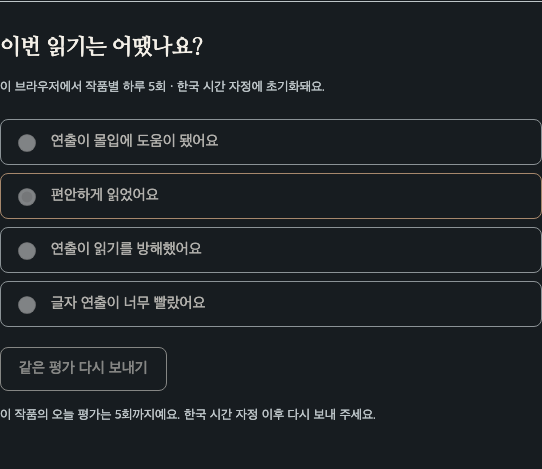 이번 읽기는 어땠나요?
이 브라우저에서 작품별 하루 5회 · 한국 시간 자정에 초기화돼요.
연출이 몰입에 도움이 됐어요
편안하게 읽었어요
연출이 읽기를 방해했어요
글자 연출이 너무 빨랐어요
같은 평가 다시 보내기
이 작품의 오늘 평가는 5회까지예요. 한국 시간 자정 이후 다시 보내 주세요.